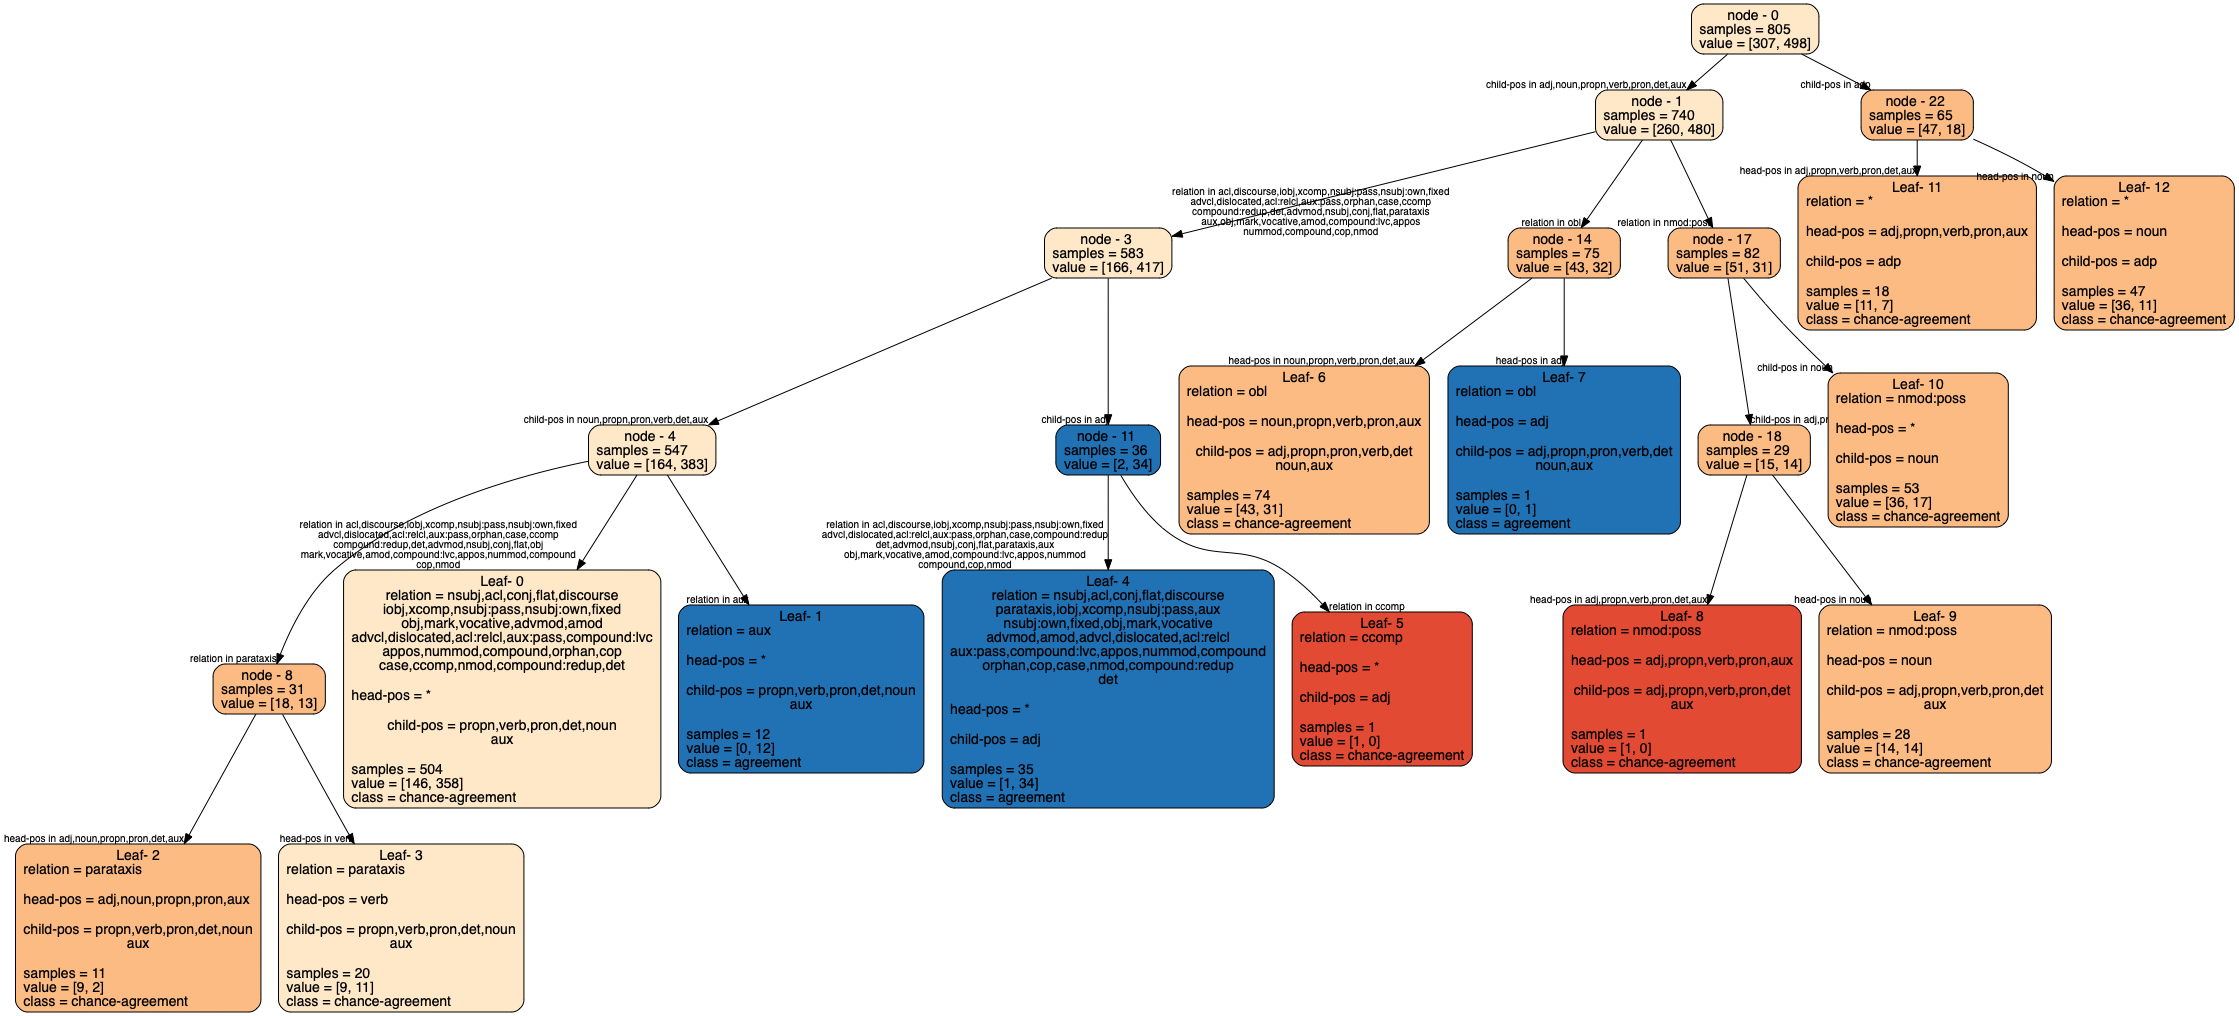 node - 0
samples = 805
value = [307, 498]
child-pos in adj,noun,propn,verb,pron,det,aux
child-pos in
node - 1
samples = 740
value = [260, 480]
node - 22
samples = 65
value = [47, 18]
relation in acl,discourse,iobj,xcomp,nsubj:pass,nsubj:own,fixed
advcl,dislocated,acl:relcl,aux:pass,orphan,case,ccomp
compound:redup,det,advmod,nsubj,conj,flat,parataxis
aux,obj,mark,vocative,amod,compound:lvc,appos
nummod,compound,cop,nmod
relation in obl
relation in nmod:poss
head-pos in adj,propn,verb,pron,det,aux
head-pos in noun
node - 3
samples = 583
value = [166, 417]
node - 14
samples = 75
value = [43, 32]
node - 17
samples = 82
value = [51, 31]
Leaf- 11
relation = *
head-pos = adj,propn,verb,pron,aux
child-pos = adp
samples = 18
value = [11, 7]
class = chance-agreement
Leaf- 12
relation = *
head-pos = noun
child-pos = adp
samples = 47
value = [36, 11]
class = chance-agreement
child-pos in noun,propn,pron,verb,det,aux
child-pos in adj
head-pos in noun,propn,verb,pron,det,aux
head-pos in adj
child-pos in adj,pr
child-pos in noun
node - 4
samples = 547
value = [164, 383]
node - 11
samples = 36
value = [2, 34]
Leaf- 6
relation = obl
head-pos = noun,propn,verb,pron,aux
child-pos = adj,propn,pron,verb,det
noun,aux
samples = 74
value = [43, 31]
class = chance-agreement
Leaf- 7
relation = obl
head-pos = adj
child-pos = adj,propn,pron,verb,det
noun,aux
samples = 1
value = [0, 1]
class = agreement
node - 18
samples = 29
value = [15, 14]
Leaf- 10
relation = nmod:poss
head-pos = *
child-pos = noun
samples = 53
value = [36, 17]
class = chance-agreement
relation in acl,discourse,iobj,xcomp,nsubj:pass,nsubj:own,fixed
advcl,dislocated,acl:relcl,aux:pass,orphan,case,ccomp
compound:redup,det,advmod,nsubj,conj,flat,obj
mark,vocative,amod,compound:lvc,appos,nummod,compound
cop,nmod
relation in parataxis
relation in aux
relation in acl,discourse,iobj,xcomp,nsubj:pass,nsubj:own,fixed
advcl,dislocated,acl:relcl,aux:pass,orphan,case,compound:redup
det,advmod,nsubj,conj,flat,parataxis,aux
obj,mark,vocative,amod,compound:lvc,appos,nummod
compound,cop,nmod
relation in ccomp
head-pos in adj,propn,verb,pron,det,aux
head-pos in noun
node - 8
samples = 31
value = [18, 13]
Leaf- 0
relation = nsubj,acl,conj,flat,discourse
iobj,xcomp,nsubj:pass,nsubj:own,fixed
obj,mark,vocative,advmod,amod
advcl,dislocated,acl:relcl,aux:pass,compound:lvc
appos,nummod,compound,orphan,cop
case,ccomp,nmod,compound:redup,det
head-pos = *
child-pos = propn,verb,pron,det,noun
aux
samples = 504
value = [146, 358]
class = chance-agreement
Leaf- 1
relation = aux
head-pos = *
child-pos = propn,verb,pron,det,noun
aux
samples = 12
value = [0, 12]
class = agreement
Leaf- 4
relation = nsubj,acl,conj,flat,discourse
parataxis,iobj,xcomp,nsubj:pass,aux
nsubj:own,fixed,obj,mark,vocative
advmod,amod,advcl,dislocated,acl:relcl
aux:pass,compound:lvc,appos,nummod,compound
orphan,cop,case,nmod,compound:redup
det
head-pos = *
child-pos = adj
samples = 35
value = [1, 34]
class = agreement
Leaf- 5
relation = ccomp
head-pos = *
child-pos = adj
samples = 1
value = [1, 0]
class = chance-agreement
Leaf- 8
relation = nmod:poss
head-pos = adj,propn,verb,pron,aux
child-pos = adj,propn,verb,pron,det
aux
samples = 1
value = [1, 0]
class = chance-agreement
Leaf- 9
relation = nmod:poss
head-pos = noun
child-pos = adj,propn,verb,pron,det
aux
samples = 28
value = [14, 14]
class = chance-agreement
head-pos in adj,noun,propn,pron,det,aux
head-pos in verb
Leaf- 2
relation = parataxis
head-pos = adj,noun,propn,pron,aux
child-pos = propn,verb,pron,det,noun
aux
samples = 11
value = [9, 2]
class = chance-agreement
Leaf- 3
relation = parataxis
head-pos = verb
child-pos = propn,verb,pron,det,noun
aux
samples = 20
value = [9, 11]
class = chance-agreement